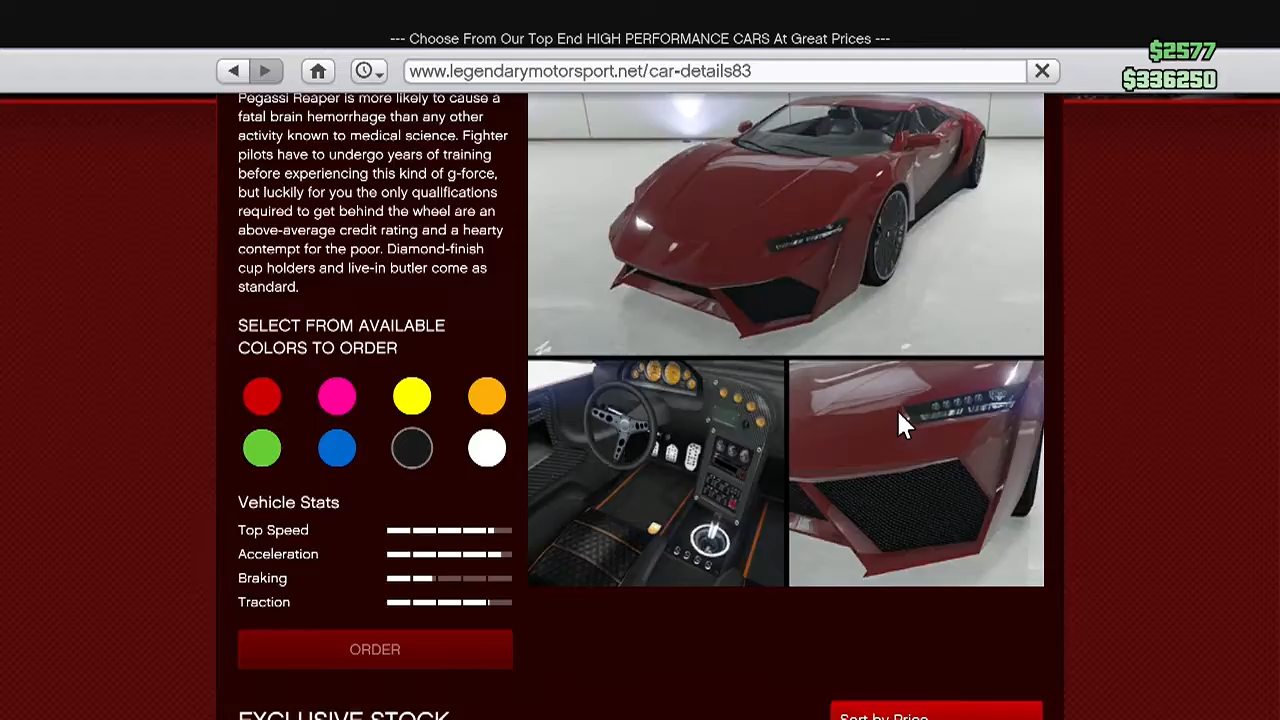 --- Choose From Our Top End HIGH PERFORMANCE CARS At Great Prices ---
$2577
www.legendarymotorsport.net/car-details83
$336250
Pegassi Reaper is more likely to cause a
fatal brain hemorrhage than any other
activity known to medical science. Fighter
pilots have to undergo years of training
before experiencing this kind of g-force,
but luckily for you the only qualifications
required to get behind the wheel are an
above-average credit rating and a hearty
contempt for the poor. Diamond-finish
cup holders and live-in butler come as
standard.
SELECT FROM AVAILABLE
COLORS TO ORDER
Vehicle Stats
Top Speed
Acceleration
Braking
Traction
ORDER
EXCLUSIVE STOCK
Sort by Price